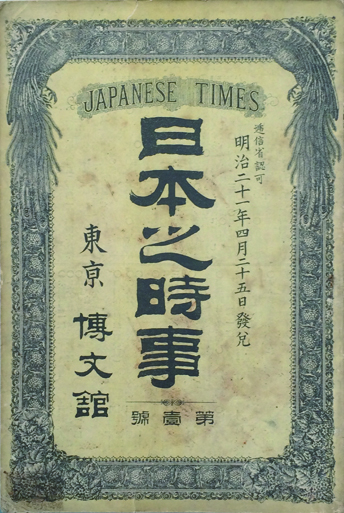 JAPANESE TIMES.
遞信省認可
明治二十一年四月二十五日發兌
日本之時事
東京 博文舘
第壹號